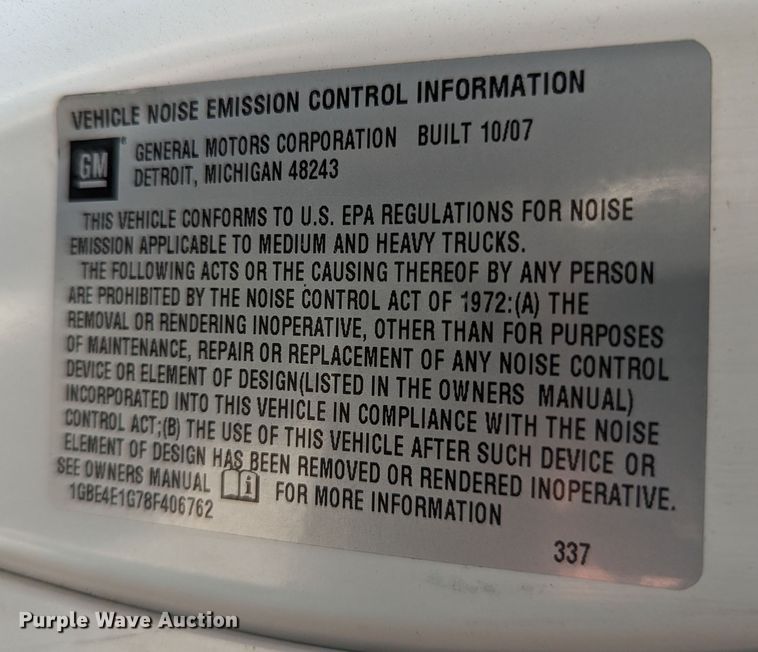 VEHICLE NOISE EMISSION CONTROL INFORMATION
GM ® GENERAL MOTORS CORPORATION BUILT 10/07
DETROIT, MICHIGAN 48243
THIS VEHICLE CONFORMS TO U.S. EPA REGULATIONS FOR NOISE
EMISSION APPLICABLE TO MEDIUM AND HEAVY TRUCKS.
THE FOLLOWING ACTS OR THE CAUSING THEREOF BY ANY PERSON
ARE PROHIBITED BY THE NOISE CONTROL ACT OF 1972:(A) THE
REMOVAL OR RENDERING INOPERATIVE, OTHER THAN FOR PURPOSES
OF MAINTENANCE, REPAIR OR REPLACEMENT OF ANY NOISE CONTROL
DEVICE OR ELEMENT OF DESIGN(LISTED IN THE OWNERS MANUAL)
INCORPORATED INTO THIS VEHICLE IN COMPLIANCE WITH THE NOISE
CONTROL ACT;(B) THE USE OF THIS VEHICLE AFTER SUCH DEVICE OR
ELEMENT OF DESIGN HAS BEEN REMOVED OR RENDERED INOPERATIVE.
SEE OWNERS MANUAL i FOR MORE INFORMATION
1GBE4E1G78F406762
337
Purple Wave Auction